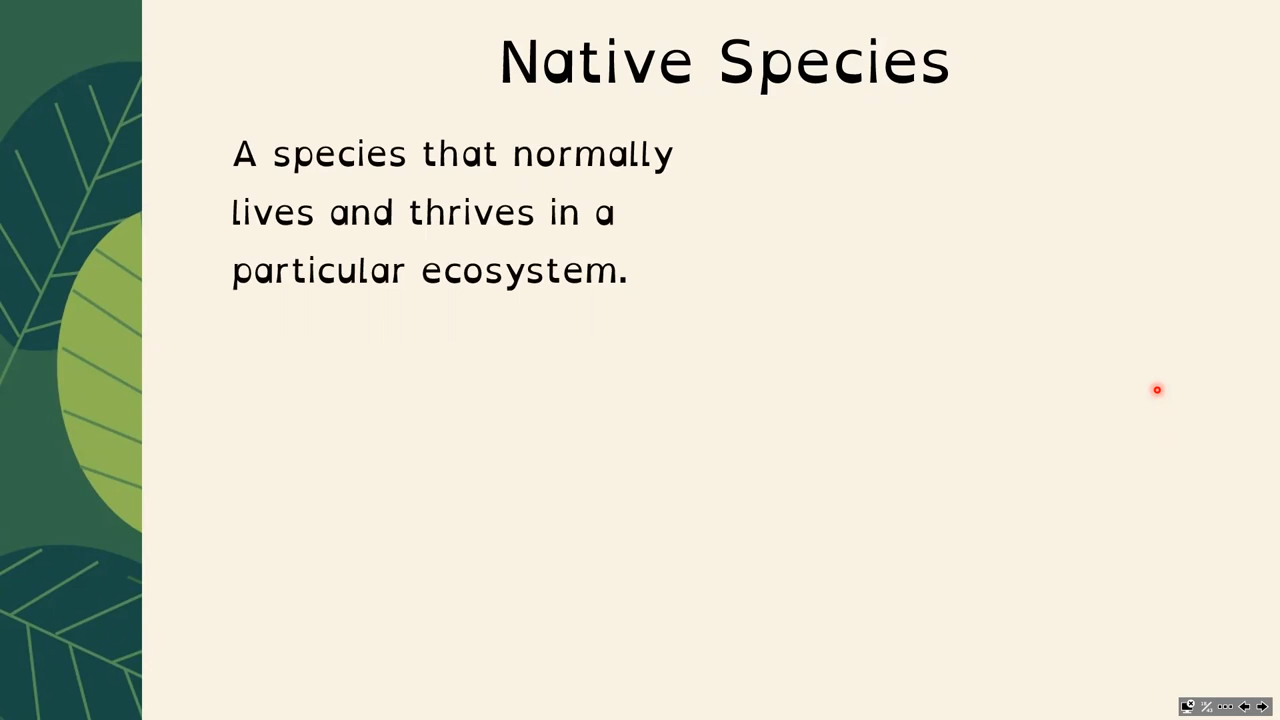 Native Species
A species that normally
lives and thrives in a
particular ecosystem.